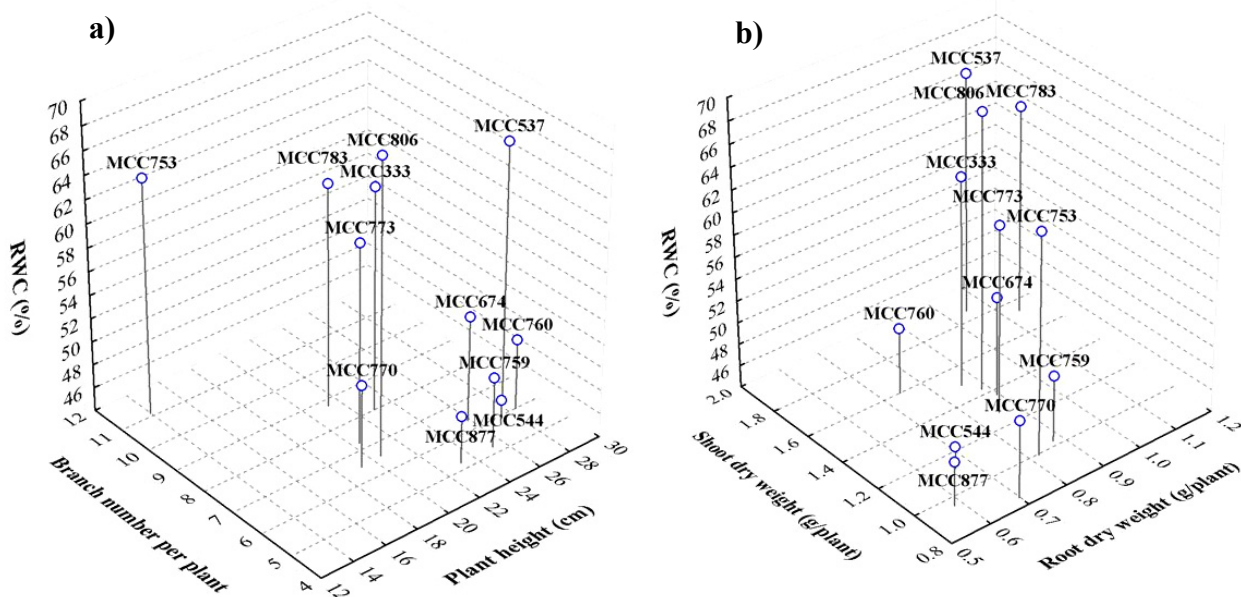 a)
MCC753
MCC783
MCC806
MCC333
MCC773
MCC537
MCC674
MCC760
MCC770
MCC759
MCC544
MCC877
RWC (%)
70
68
66
64
62
60
58
56
54
52
50
48
46
Branch number per plant
12
11
10
9
8
7
6
5
4
Plant height (cm)
12
14
16
18
20
22
24
26
28
30
b)
MCC537
MCC806
MCC783
MCC333
MCC773
MCC753
MCC674
MCC760
MCC759
MCC770
MCC544
MCC877
RWC (%)
70
68
66
64
62
60
58
56
54
52
50
48
46
Shoot dry weight (g/plant)
2.0
1.8
1.6
1.4
1.2
1.0
0.8
Root dry weight (g/plant)
0.5
0.6
0.7
0.8
0.9
1.0
1.1
1.2